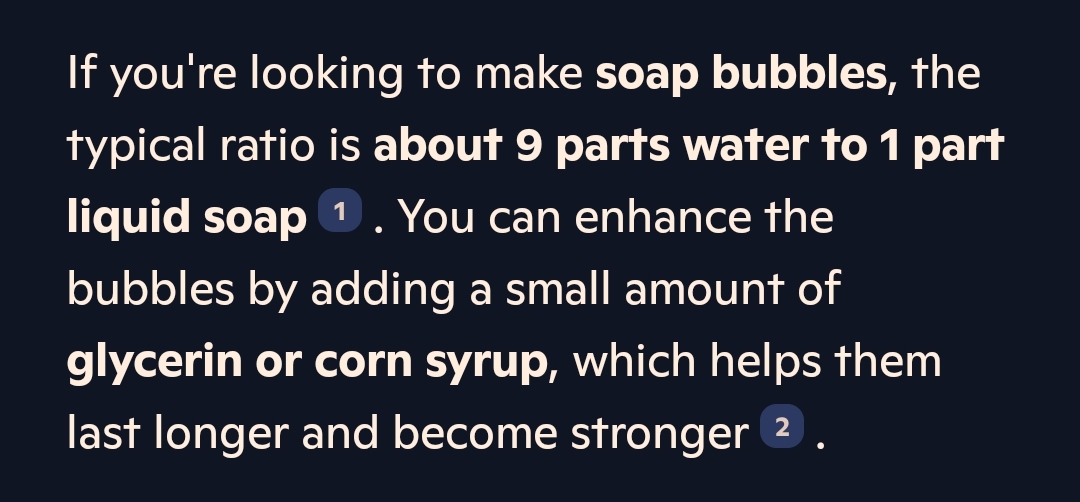 If you're looking to make soap bubbles, the
typical ratio is about 9 parts water to 1 part
liquid soap 1 . You can enhance the
bubbles by adding a small amount of
glycerin or corn syrup, which helps them
last longer and become stronger 2 .